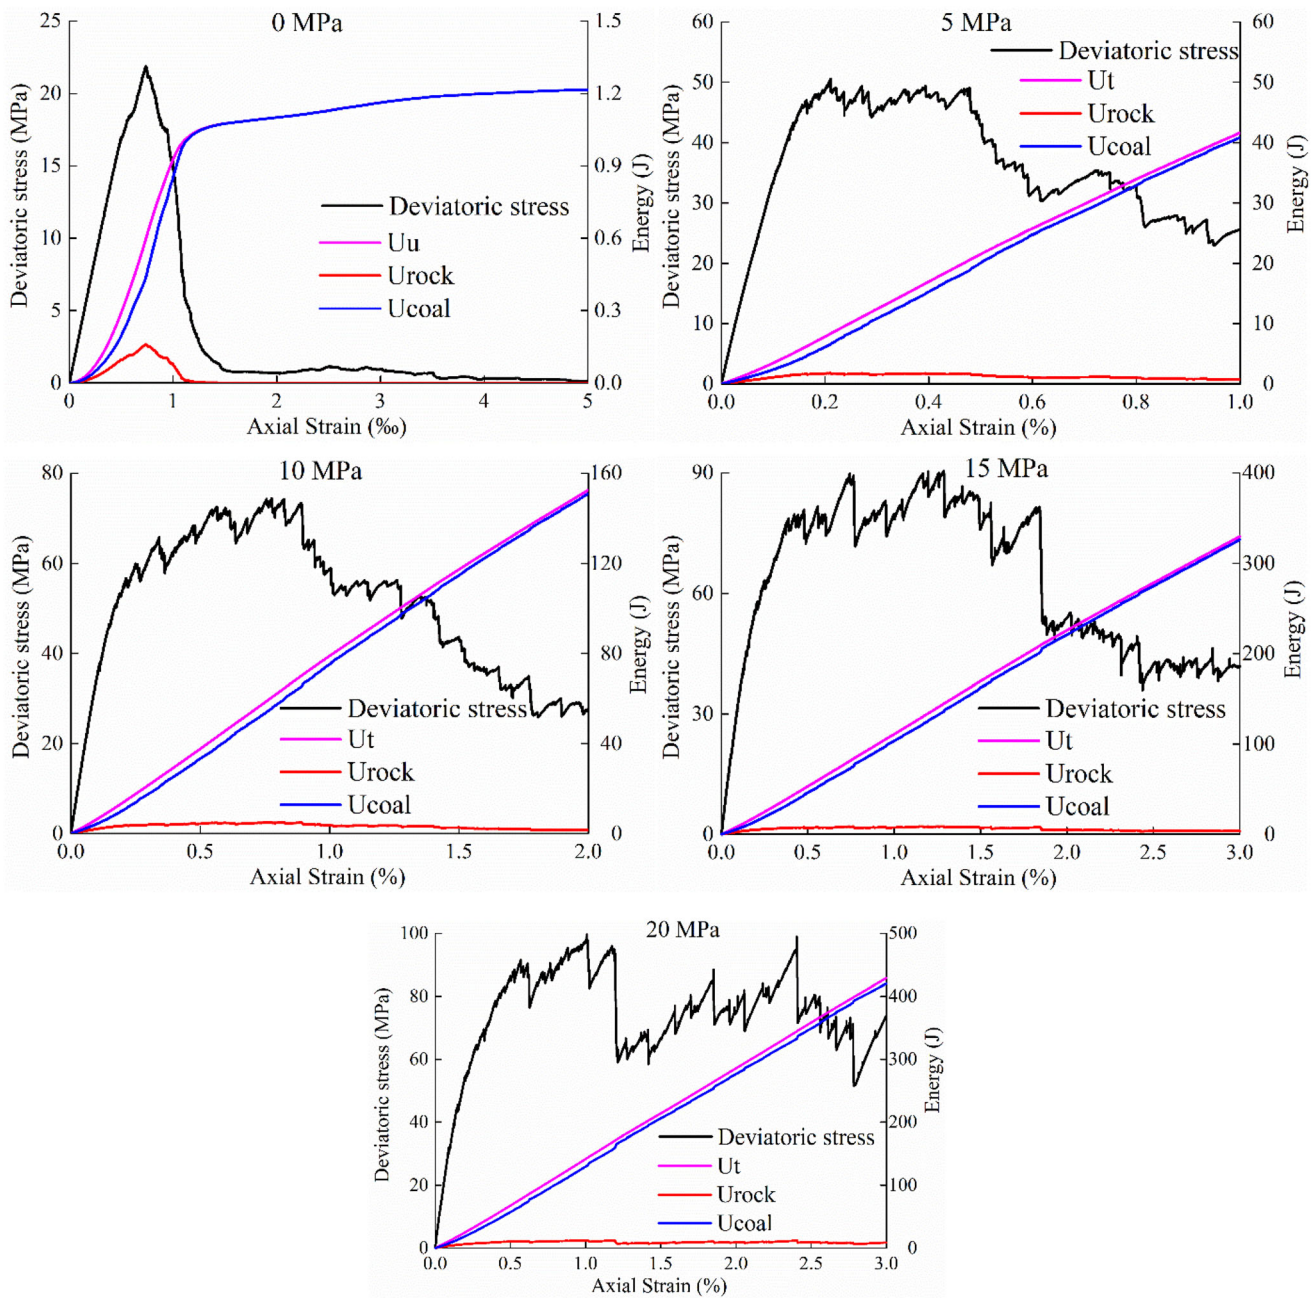 0 MPa
25
20
15
10
5
0
Deviatoric stress (MPa)
1.5
1.2
0.9
0.6
0.3
0.0
Energy (J)
Deviatoric stress
Uu
Urock
Ucoal
0 1 2 3 4 5
Axial Strain (‰)
5 MPa
60
50
40
30
20
10
0
Deviatoric stress (MPa)
60
50
40
30
20
10
0
Energy (J)
Deviatoric stress
Ut
Urock
Ucoal
0.0 0.2 0.4 0.6 0.8 1.0
Axial Strain (%)
10 MPa
80
60
40
20
0
Deviatoric stress (MPa)
160
120
80
40
0
Energy (J)
Deviatoric stress
Ut
Urock
Ucoal
0.0 0.5 1.0 1.5 2.0
Axial Strain (%)
15 MPa
90
60
30
0
Deviatoric stress (MPa)
400
300
200
100
0
Energy (J)
Deviatoric stress
Ut
Urock
Ucoal
0.0 0.5 1.0 1.5 2.0 2.5 3.0
Axial Strain (%)
20 MPa
100
80
60
40
20
0
Deviatoric stress (MPa)
500
400
300
200
100
0
Energy (J)
Deviatoric stress
Ut
Urock
Ucoal
0.0 0.5 1.0 1.5 2.0 2.5 3.0
Axial Strain (%)